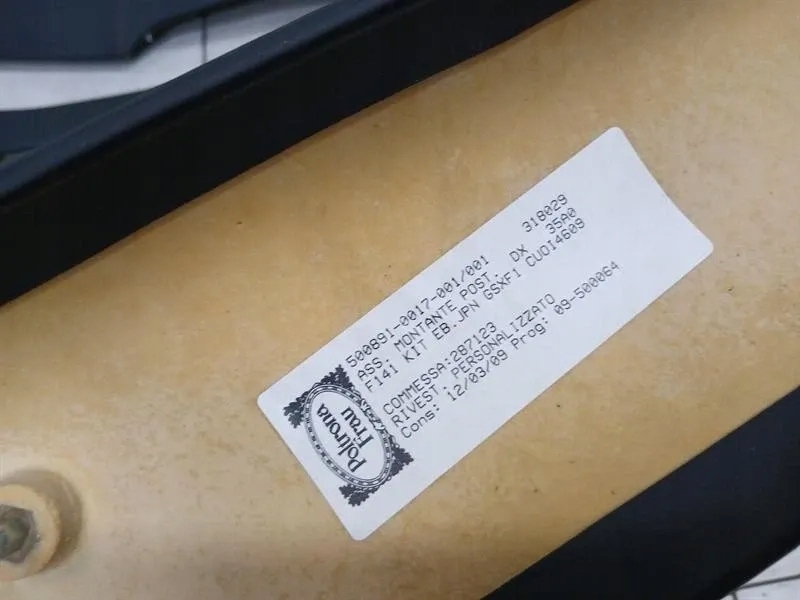 500891-0017-001/001 318029
ASS. MONTANTE POST. DX 35A0
F141 KIT EB.JPN GSXF1 CUOI4609
COMMESSA:287123
RIVEST. PERSONALIZZATO
Cons: 12/03/09 Prog: 09-500064
Poltrona
Frau